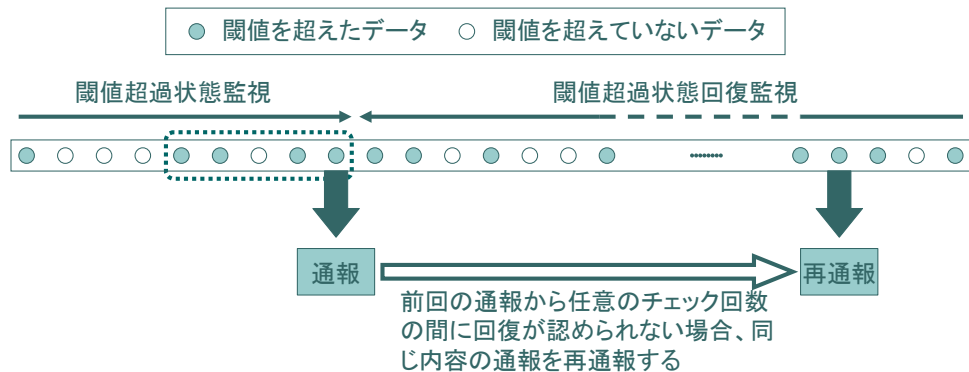 閾値を超えたデータ 閾値を超えていないデータ
閾値超過状態監視 閾値超過状態回復監視
通報 再通報
前回の通報から任意のチェック回数
の間に回復が認められない場合、同
じ内容の通報を再通報する